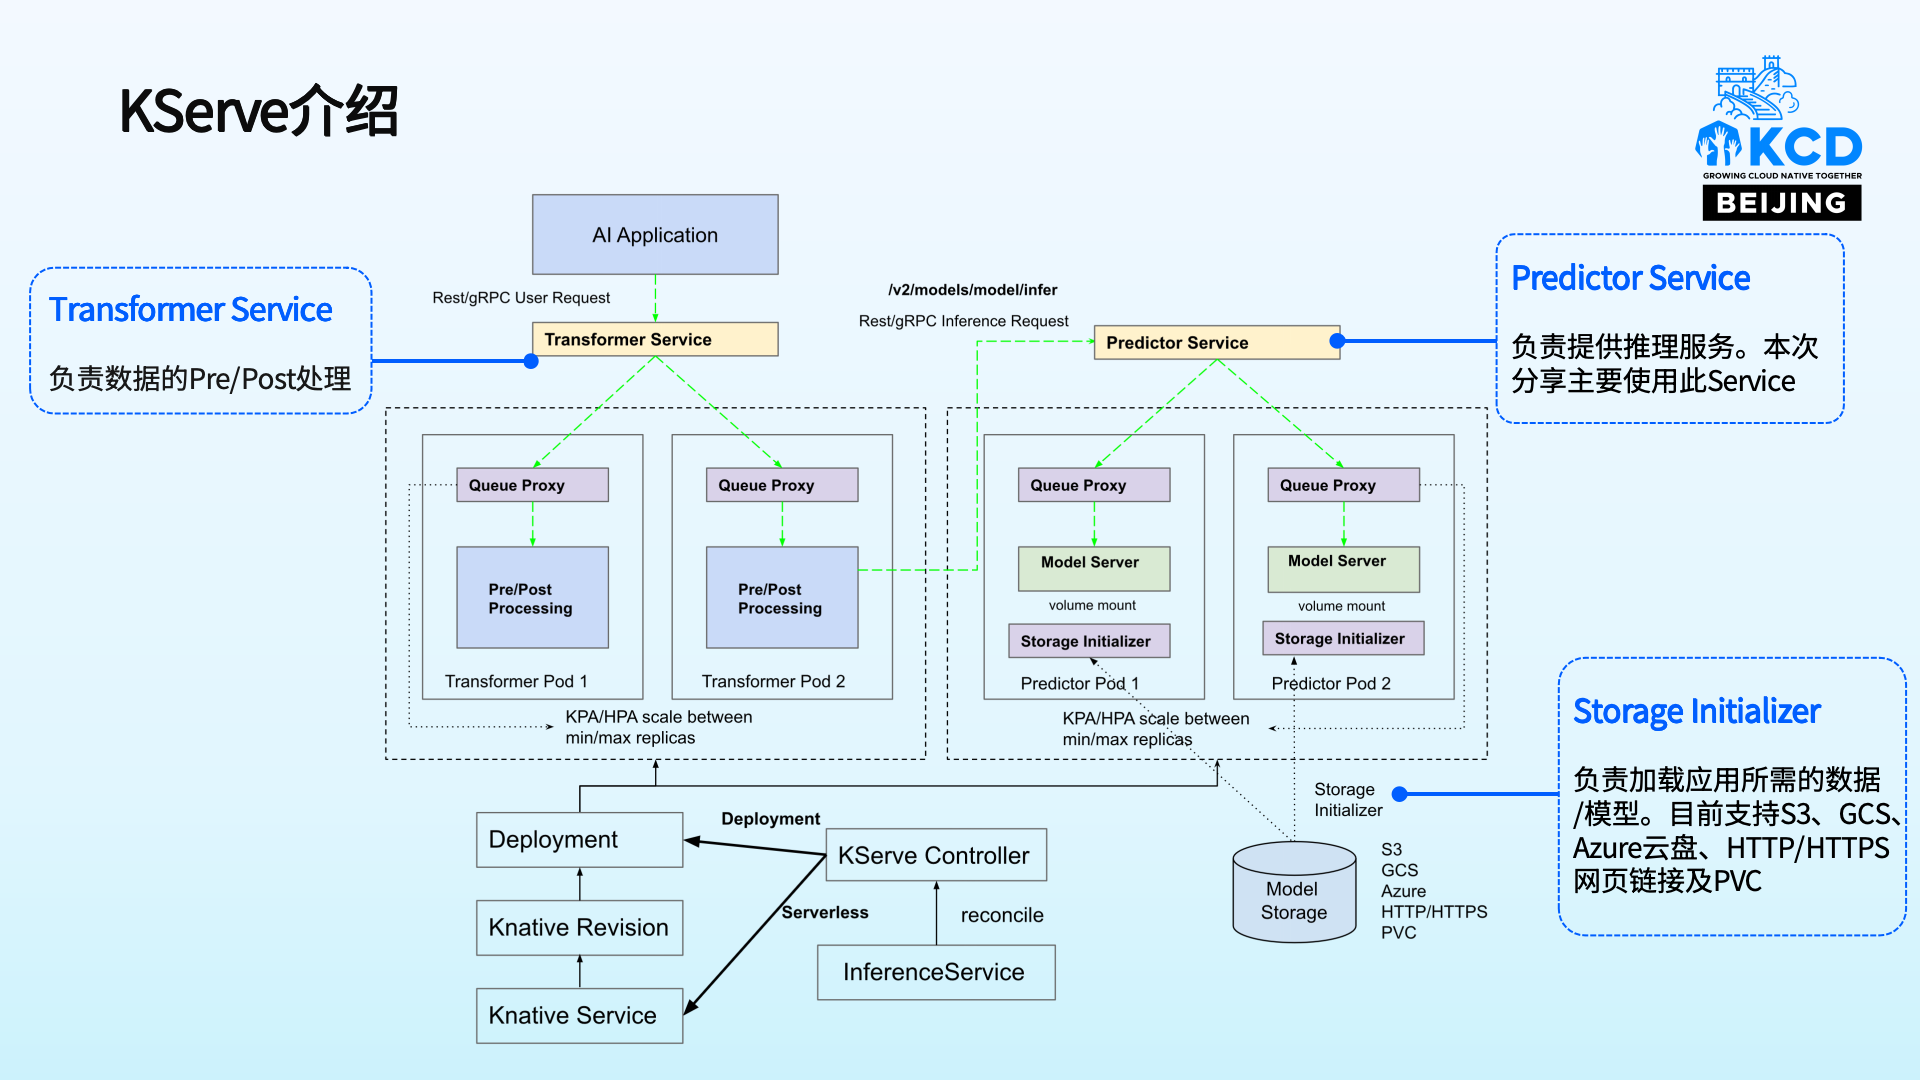 KServe介绍
KCD
GROWING CLOUD NATIVE TOGETHER
BEIJING
AI Application
Rest/gRPC User Request
Transformer Service
Transformer Service
负责数据的Pre/Post处理
/v2/models/model/infer
Rest/gRPC Inference Request
Predictor Service
Predictor Service
负责提供推理服务。本次
分享主要使用此Service
Queue Proxy
Pre/Post
Processing
Transformer Pod 1
Queue Proxy
Pre/Post
Processing
Transformer Pod 2
KPA/HPA scale between
min/max replicas
Queue Proxy
Model Server
volume mount
Storage Initializer
Predictor Pod 1
Queue Proxy
Model Server
volume mount
Storage Initializer
Predictor Pod 2
KPA/HPA scale between
min/max replicas
Storage Initializer
负责加载应用所需的数据
/模型。目前支持S3、GCS、
Azure云盘、HTTP/HTTPS
网页链接及PVC
Storage
Initializer
Model
Storage
S3
GCS
Azure
HTTP/HTTPS
PVC
Deployment
Deployment
KServe Controller
Serverless
reconcile
Knative Revision
InferenceService
Knative Service